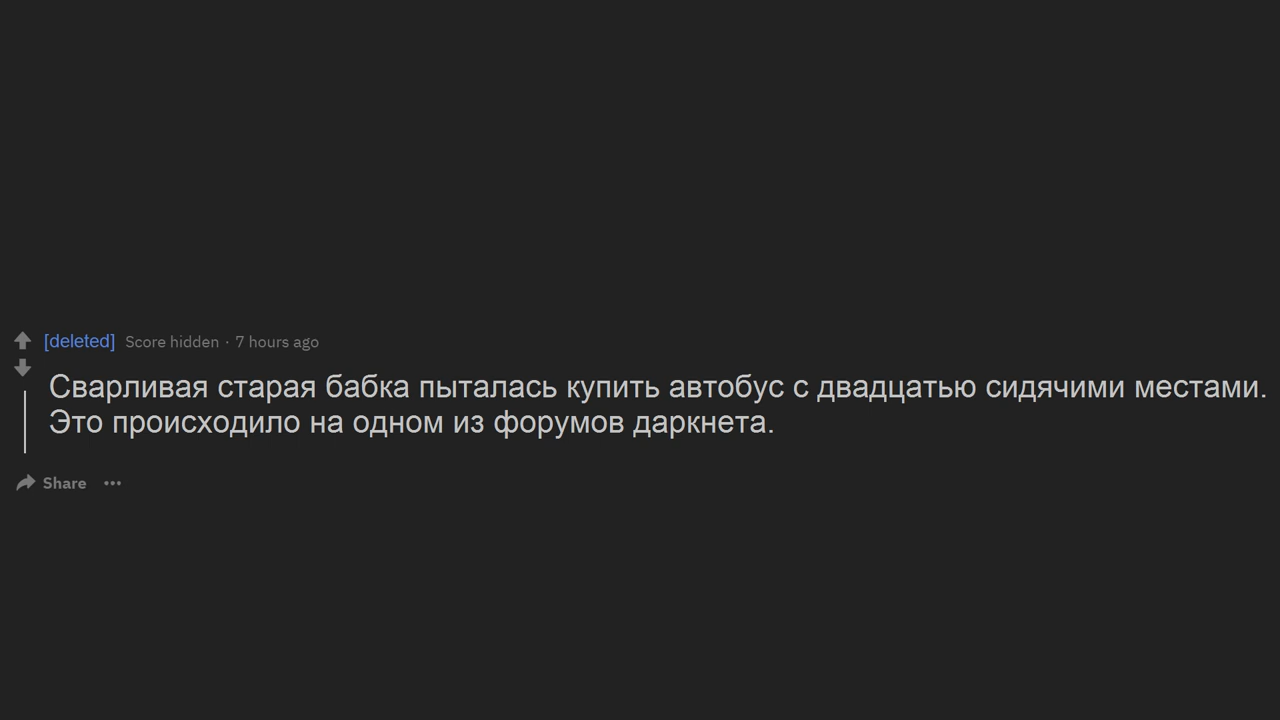 [deleted] Score hidden · 7 hours ago
Сварливая старая бабка пыталась купить автобус с двадцатью сидячими местами.
Это происходило на одном из форумов даркнета.
Share ···